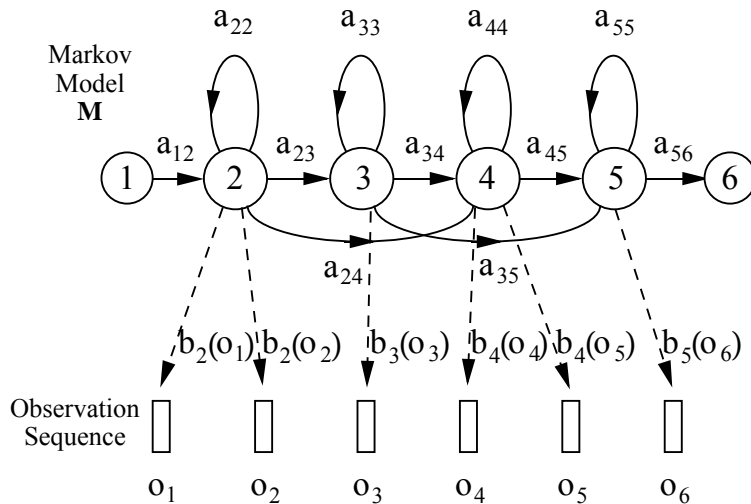 a22 a33 a44 a55
Markov
Model
M
a12 a23 a34 a45 a56
1 2 3 4 5 6
a24 a35
b2(o1) b2(o2) b3(o3) b4(o4) b4(o5) b5(o6)
Observation
Sequence
o1 o2 o3 o4 o5 o6